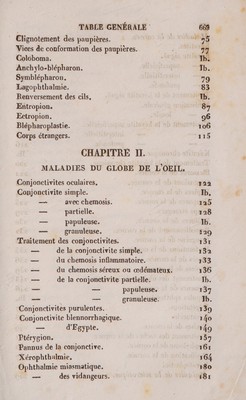 TABLE GÉNÉRALE 669
Clignotement des paupières. 75
Vices de conformation des paupières. 77
Coloboma. Ib.
Anchylo-blépharon. Ib.
Symblépharon. 79
Lagophthalmie. 83
Renversement des cils. Ib.
Entropion. 87
Ectropion. 96
Blépharoplastie. 106
Corps étrangers. 115
CHAPITRE II.
MALADIES DU GLOBE DE L'OEIL.
Conjonctivites oculaires. 122
Conjonctivite simple. Ib.
— avec chemosis. 125
— partielle. 128
— papuleuse. Ib.
— granuleuse. 129
Traitement des conjonctivites. 131
— de la conjonctivite simple. 132
— du chemosis inflammatoire. 133
— du chemosis séreux ou œdémateux. 136
— de la conjonctivite partielle. Ib.
— — papuleuse. 137
— — granuleuse. Ib.
Conjonctivites purulentes. 139
Conjonctivite blennorrhagique. 140
— d'Egypte. 149
Ptérygion. 157
Pannus de la conjonctive. 161
Xérophthalmie. 164
Ophthalmie miasmatique. 180
— des vidangeurs. 181